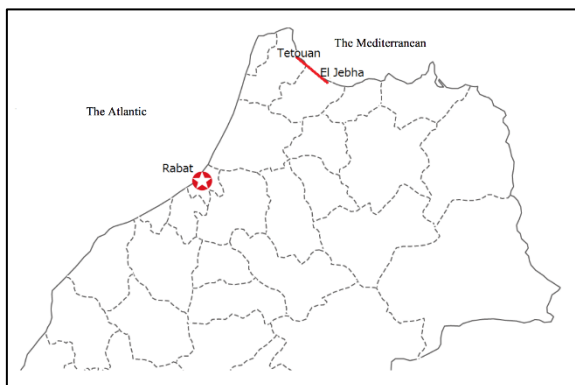 The Mediterranean
Tetouan
El Jebha
The Atlantic
Rabat